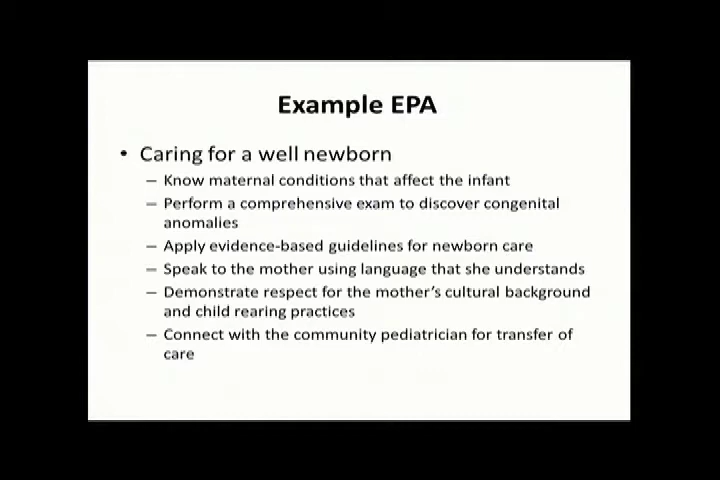 Example EPA
• Caring for a well newborn
– Know maternal conditions that affect the infant
– Perform a comprehensive exam to discover congenital
anomalies
– Apply evidence-based guidelines for newborn care
– Speak to the mother using language that she understands
– Demonstrate respect for the mother's cultural background
and child rearing practices
– Connect with the community pediatrician for transfer of
care